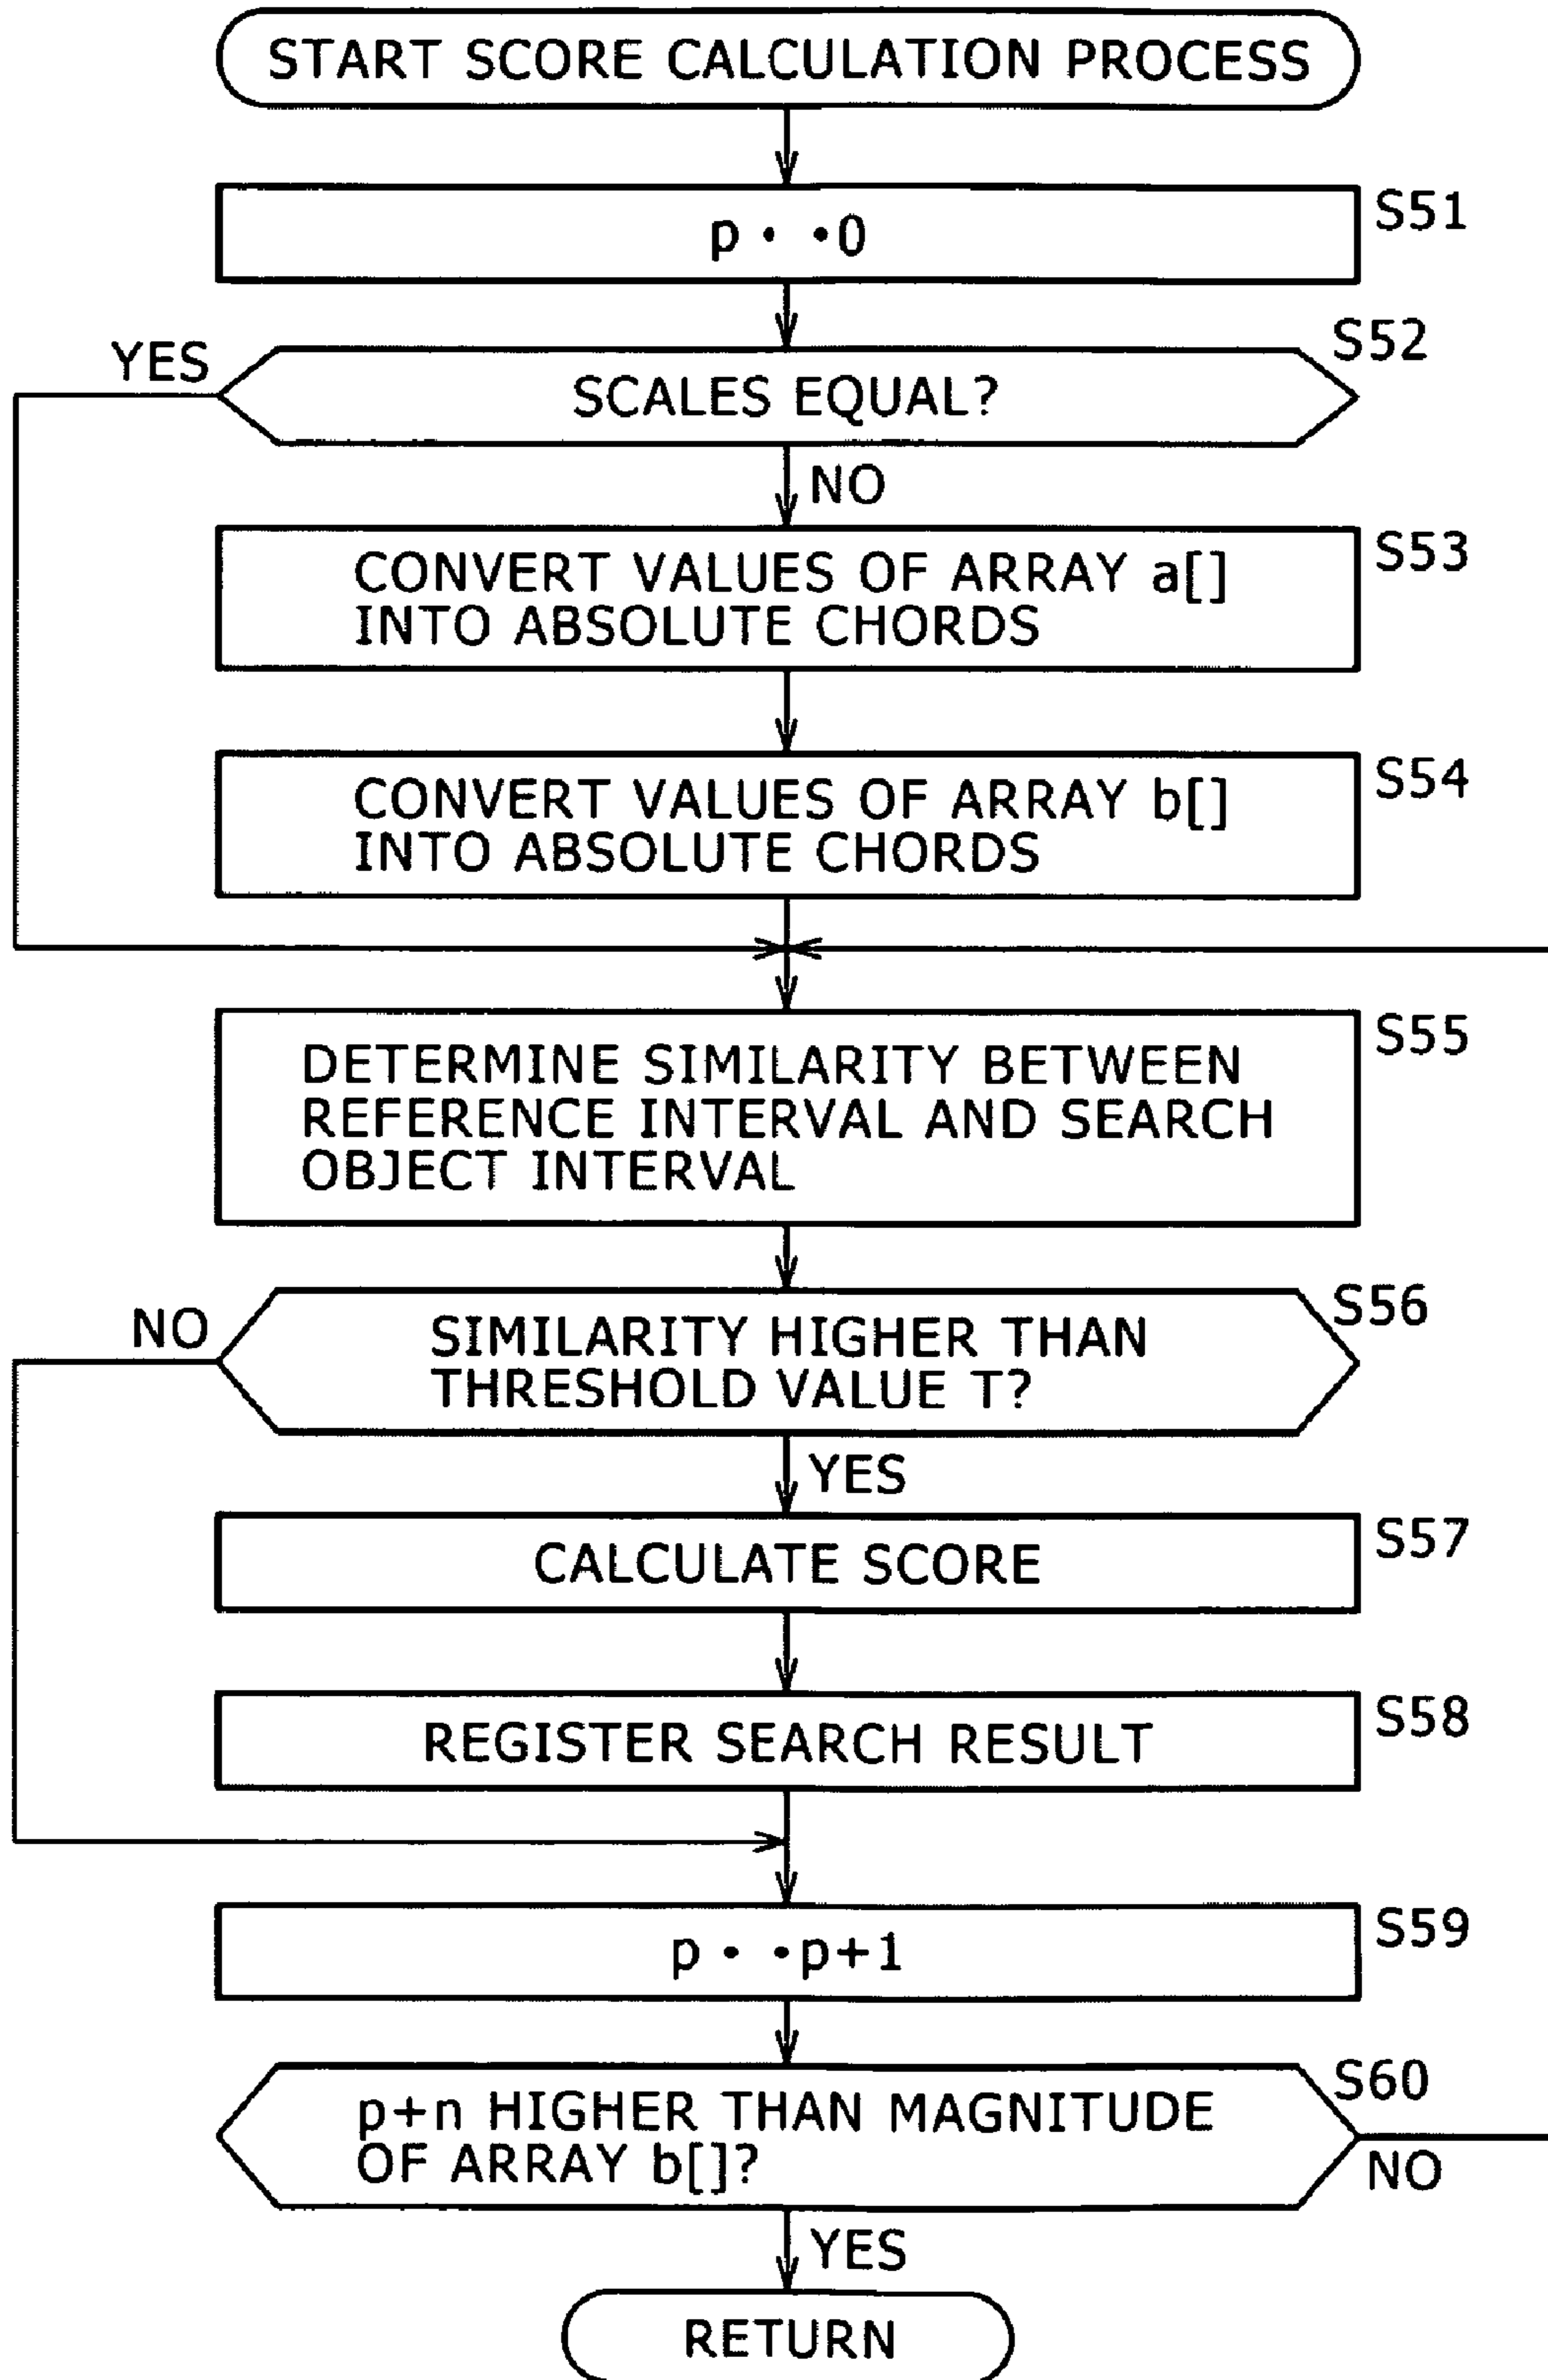 START SCORE CALCULATION PROCESS
S51
p・・0
S52
YES
SCALES EQUAL?
NO
S53
CONVERT VALUES OF ARRAY a[]
INTO ABSOLUTE CHORDS
S54
CONVERT VALUES OF ARRAY b[]
INTO ABSOLUTE CHORDS
S55
DETERMINE SIMILARITY BETWEEN
REFERENCE INTERVAL AND SEARCH
OBJECT INTERVAL
S56
NO
SIMILARITY HIGHER THAN
THRESHOLD VALUE T?
YES
S57
CALCULATE SCORE
S58
REGISTER SEARCH RESULT
S59
p・・p+1
S60
p+n HIGHER THAN MAGNITUDE
OF ARRAY b[]?
NO
YES
RETURN